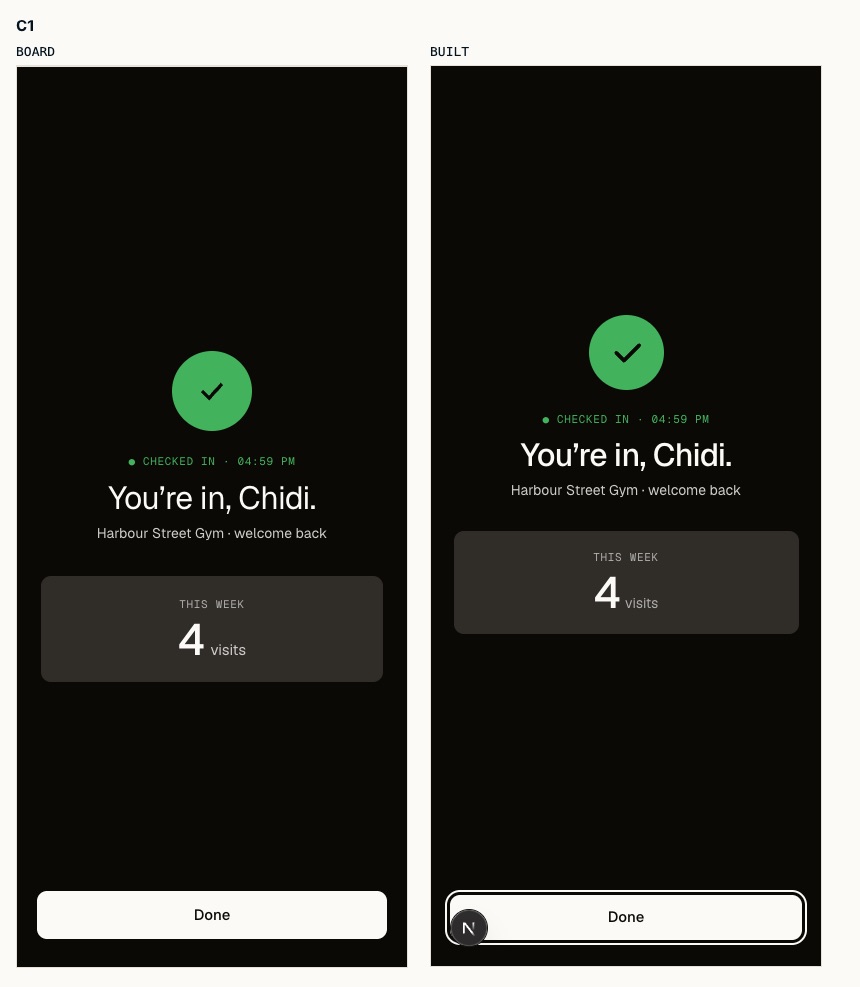 C1
BOARD
● CHECKED IN · 04:59 PM
You’re in, Chidi.
Harbour Street Gym · welcome back
THIS WEEK
4 visits
Done
BUILT
● CHECKED IN · 04:59 PM
You’re in, Chidi.
Harbour Street Gym · welcome back
THIS WEEK
4 visits
Done
N